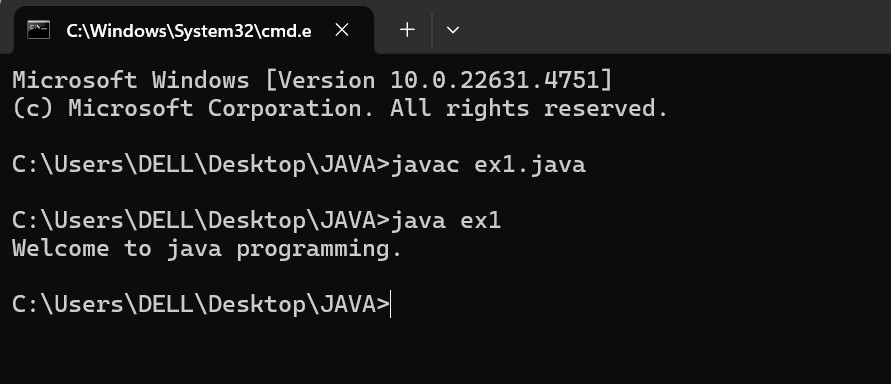 C:\Windows\System32\cmd.e
Microsoft Windows [Version 10.0.22631.4751]
(c) Microsoft Corporation. All rights reserved.
C:\Users\DELL\Desktop\JAVA>javac ex1.java
C:\Users\DELL\Desktop\JAVA>java ex1
Welcome to java programming.
C:\Users\DELL\Desktop\JAVA>